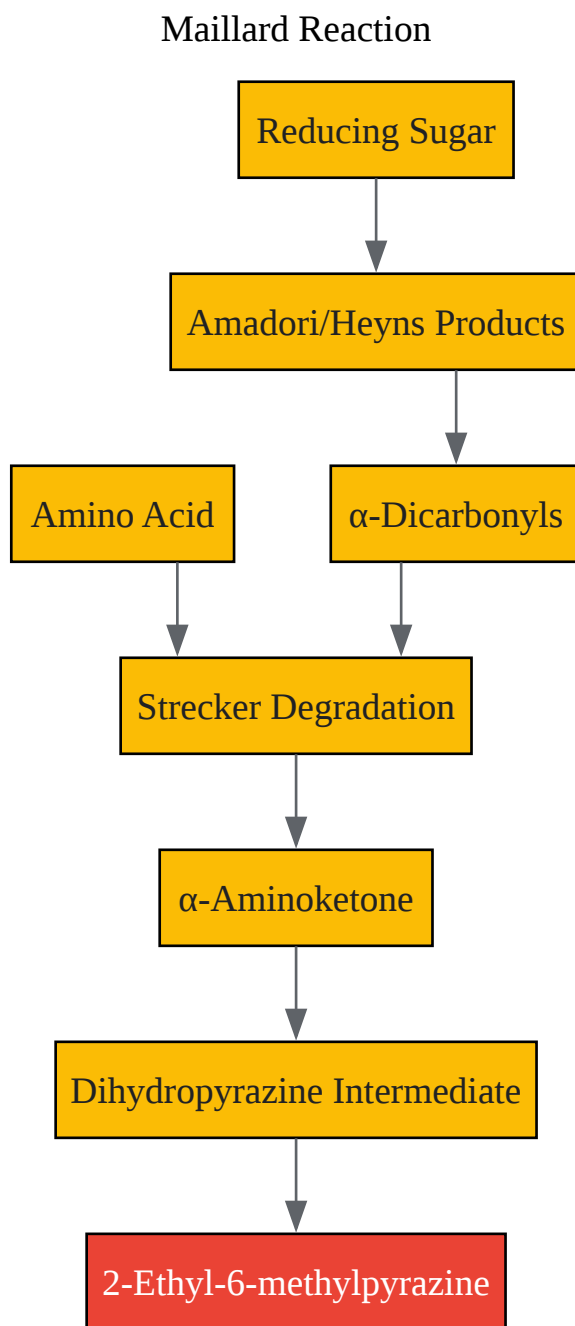 Maillard Reaction
Reducing Sugar
Amadori/Heyns Products
Amino Acid
α-Dicarbonyls
Strecker Degradation
α-Aminoketone
Dihydropyrazine Intermediate
2-Ethyl-6-methylpyrazine